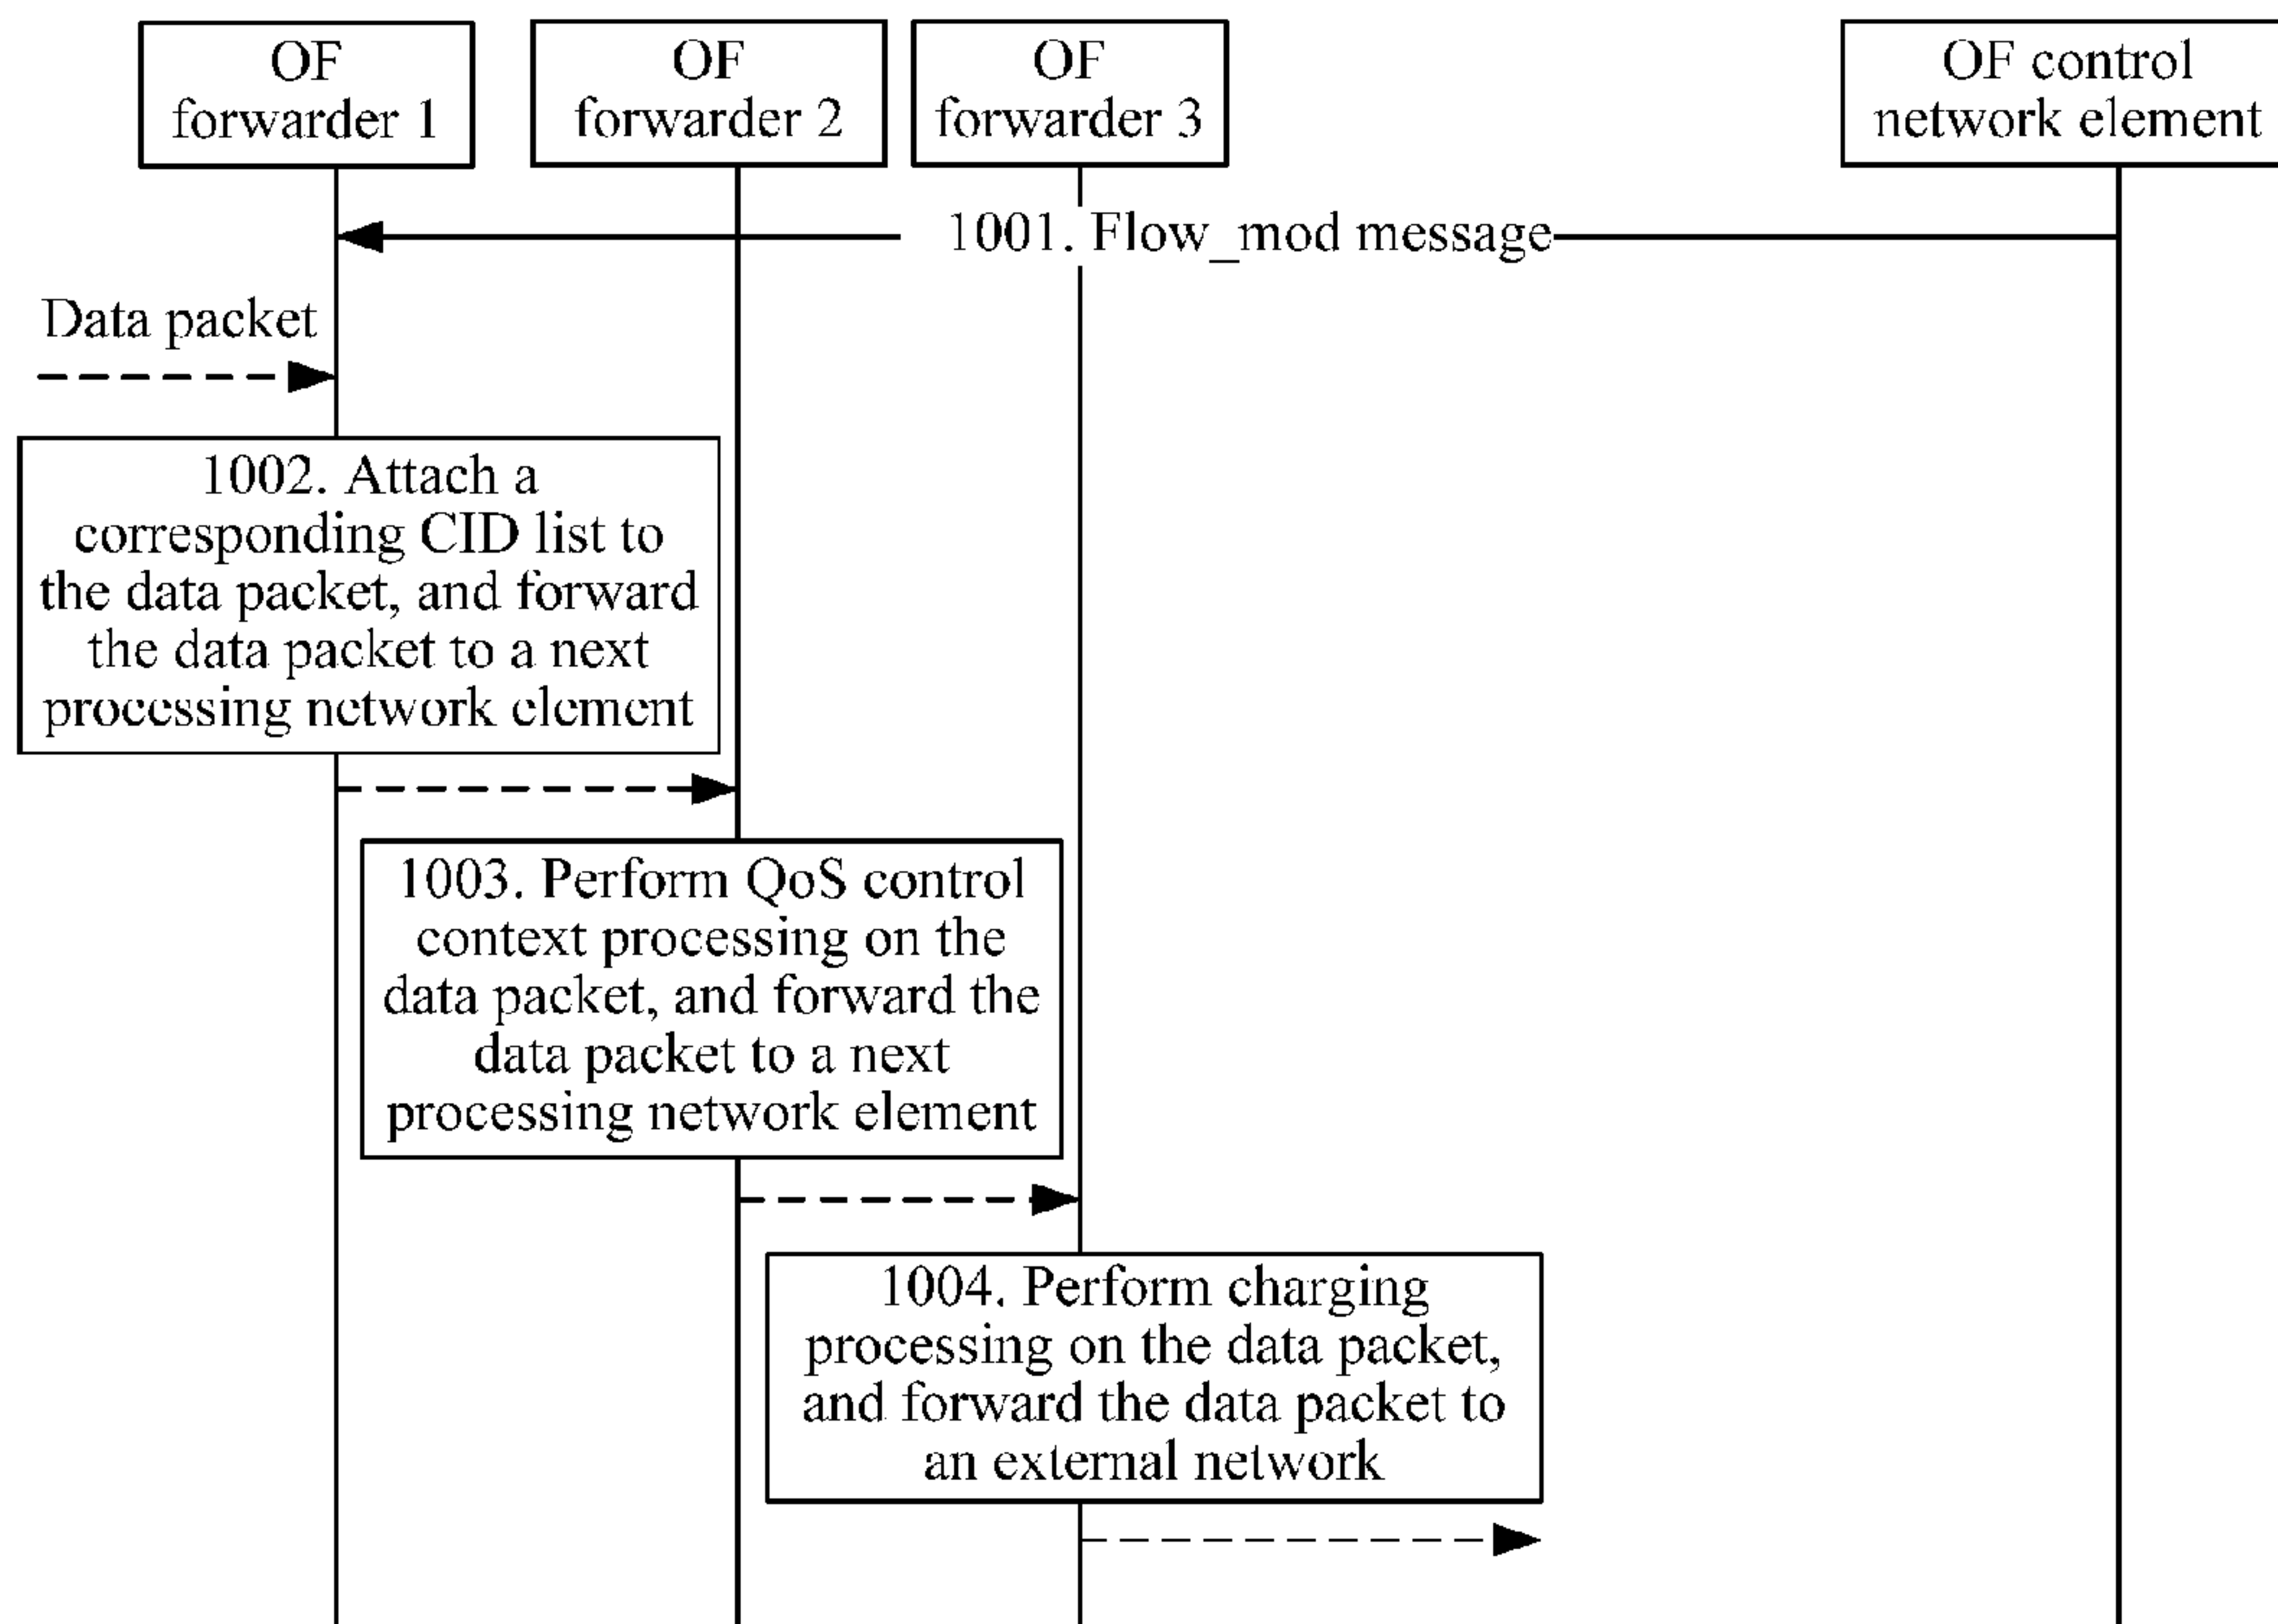 OF
forwarder 1
OF
forwarder 2
OF
forwarder 3
OF control
network element
1001. Flow_mod message
Data packet
1002. Attach a
corresponding CID list to
the data packet, and forward
the data packet to a next
processing network element
1003. Perform QoS control
context processing on the
data packet, and forward the
data packet to a next
processing network element
1004. Perform charging
processing on the data packet,
and forward the data packet to
an external network